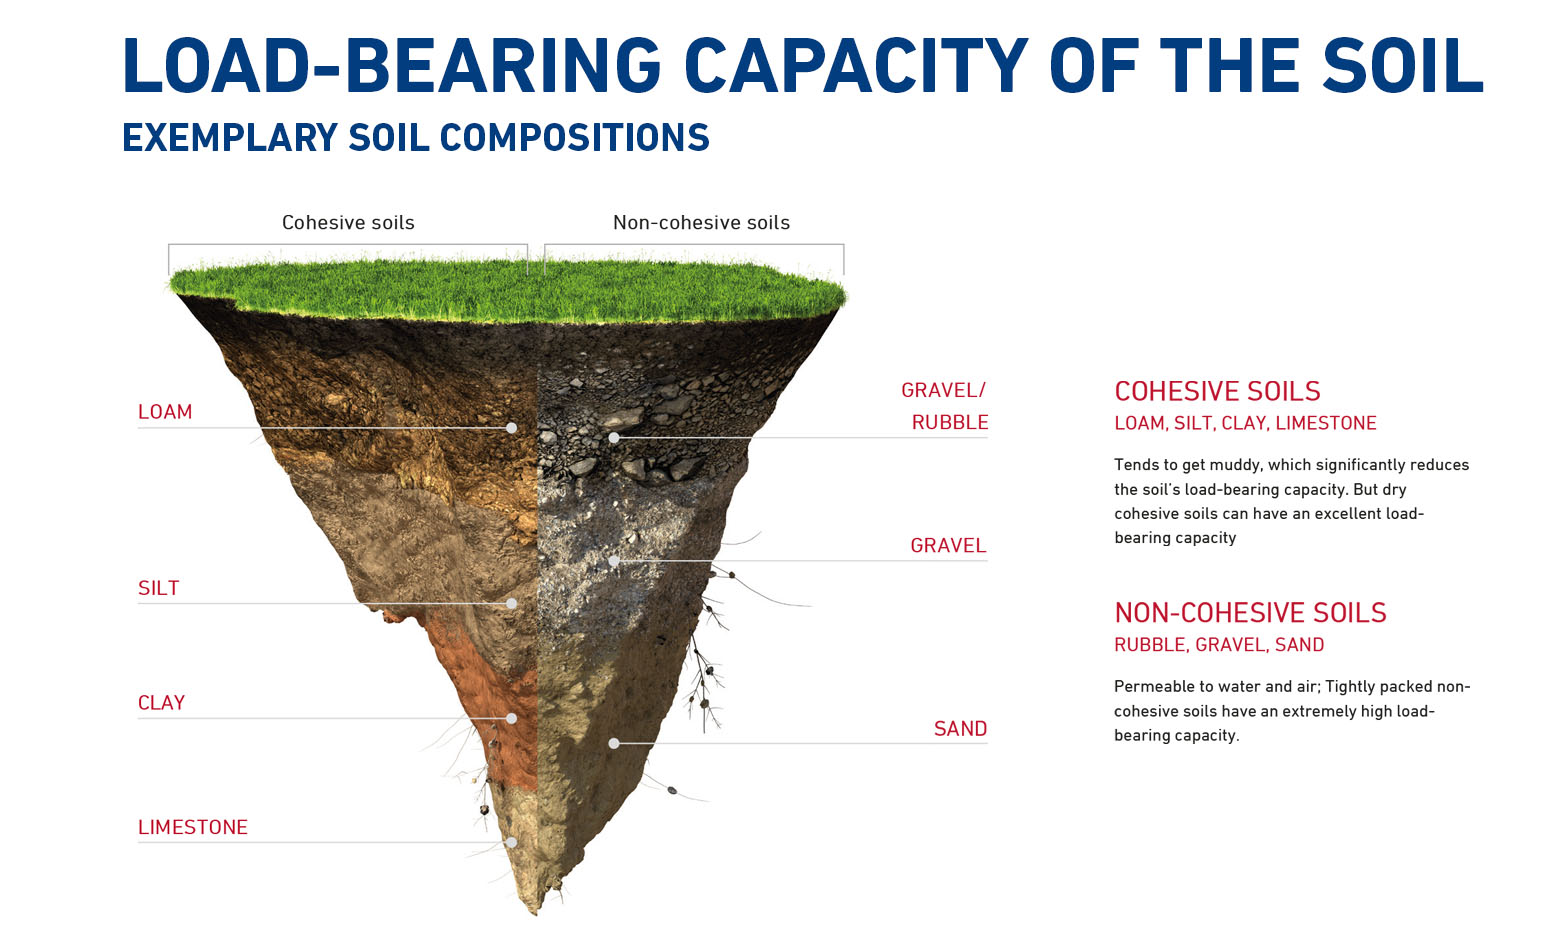 LOAD-BEARING CAPACITY OF THE SOIL
EXEMPLARY SOIL COMPOSITIONS
Cohesive soils
Non-cohesive soils
LOAM
SILT
CLAY
LIMESTONE
GRAVEL/
RUBBLE
GRAVEL
SAND
COHESIVE SOILS
LOAM, SILT, CLAY, LIMESTONE
Tends to get muddy, which significantly reduces
the soil's load-bearing capacity. But dry
cohesive soils can have an excellent load-
bearing capacity
NON-COHESIVE SOILS
RUBBLE, GRAVEL, SAND
Permeable to water and air; Tightly packed non-
cohesive soils have an extremely high load-
bearing capacity.